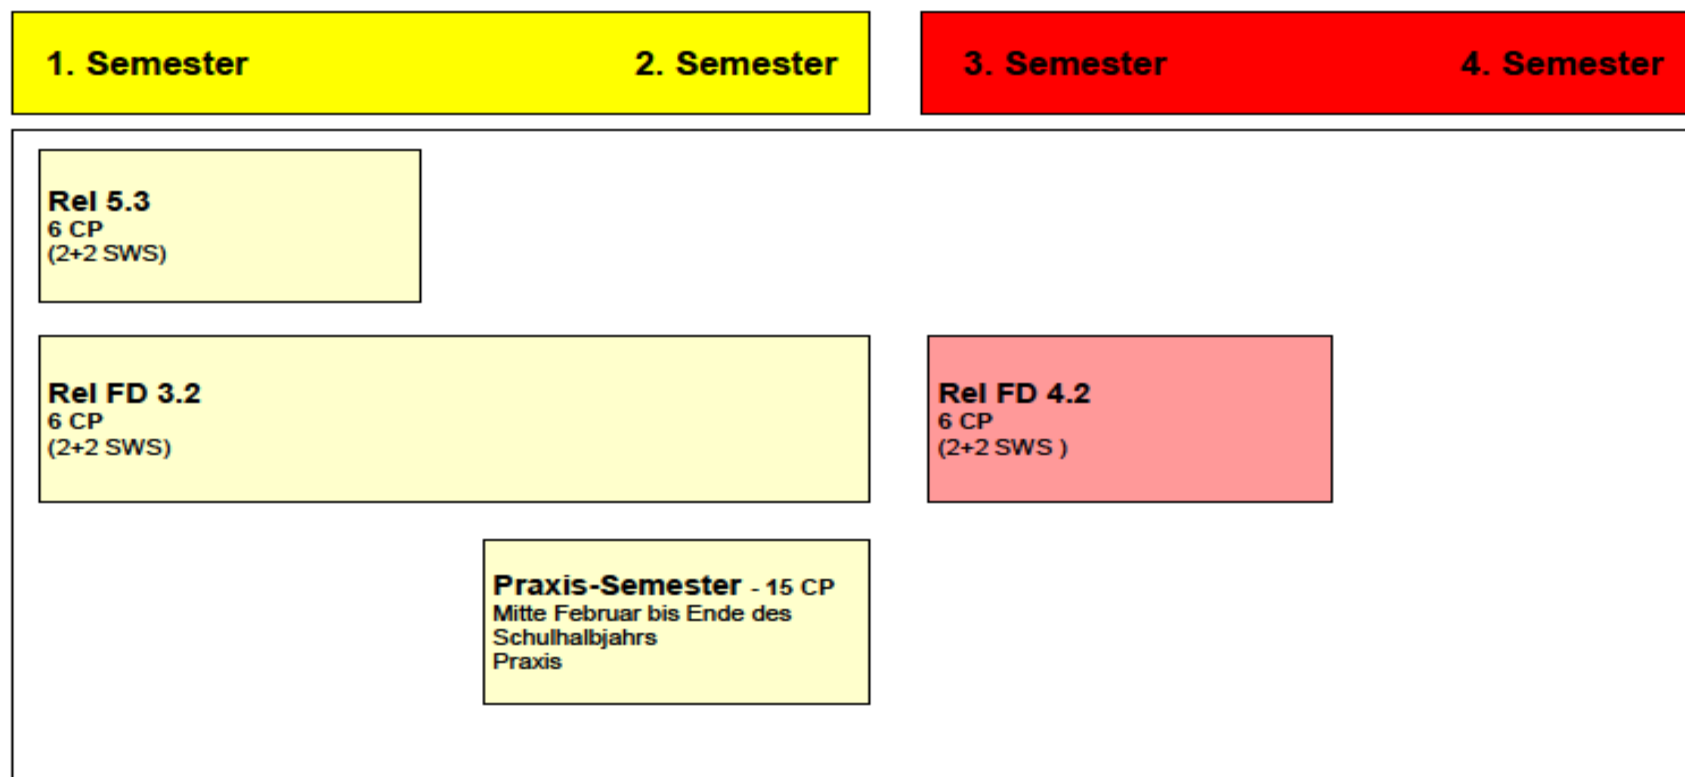 1. Semester 2. Semester 3. Semester 4. Semester
Rel 5.3
6 CP
(2+2 SWS)
Rel FD 3.2
6 CP
(2+2 SWS)
Rel FD 4.2
6 CP
(2+2 SWS )
Praxis-Semester - 15 CP
Mitte Februar bis Ende des
Schulhalbjahrs
Praxis